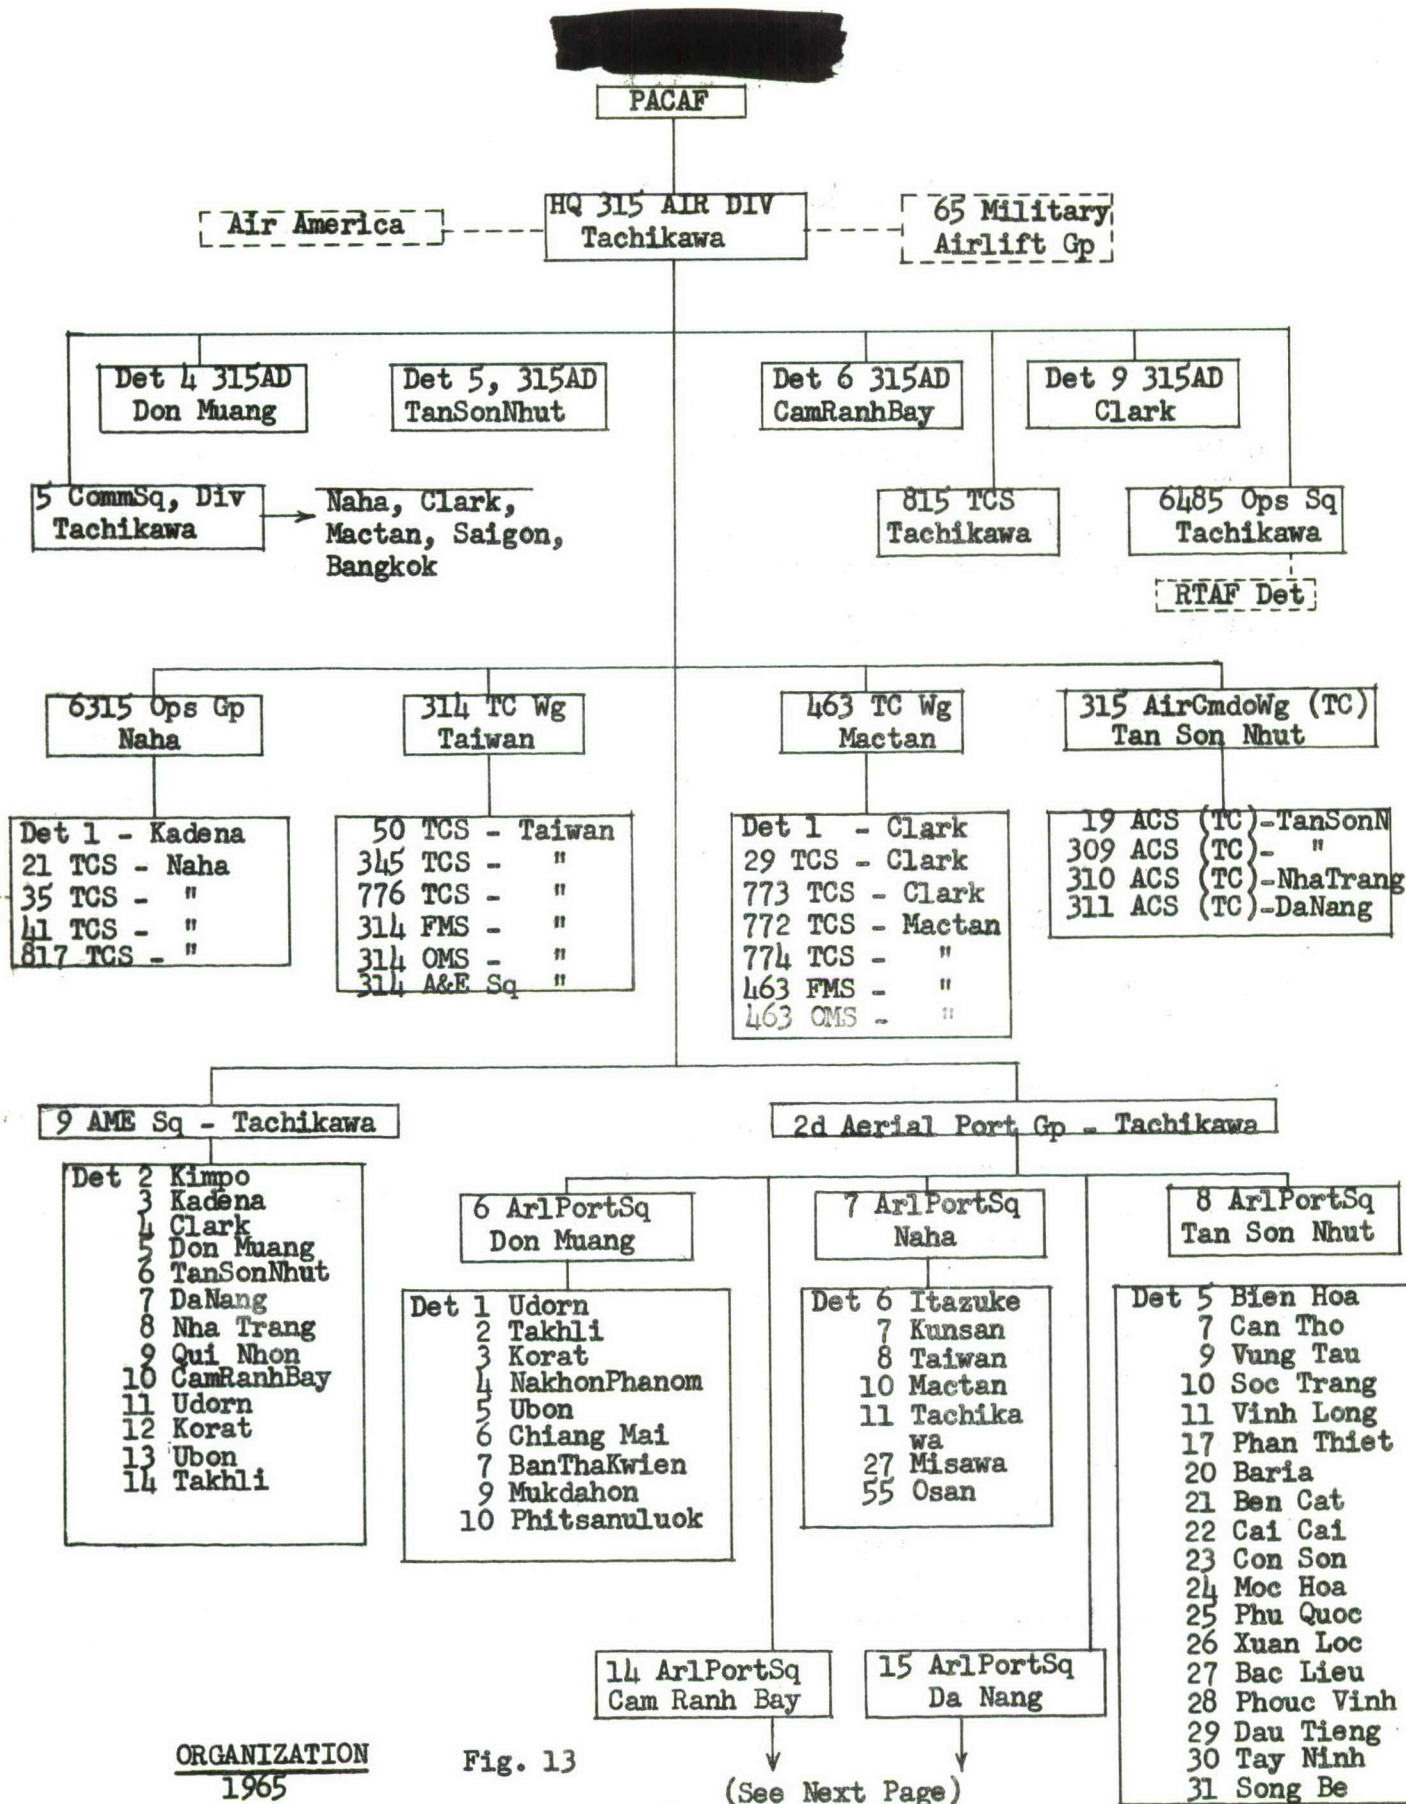 PACAF
HQ 315 AIR DIV
Tachikawa
Air America
65 Military
Airlift Gp
Det 4 315AD
Don Muang
Det 5, 315AD
TanSonNhut
Det 6 315AD
CamRanhBay
Det 9 315AD
Clark
5 CommSq, Div
Tachikawa
Naha, Clark,
Mactan, Saigon,
Bangkok
815 TCS
Tachikawa
6485 Ops Sq
Tachikawa
RTAF Det
6315 Ops Gp
Naha
314 TC Wg
Taiwan
463 TC Wg
Mactan
315 AirCmdoWg (TC)
Tan Son Nhut
Det 1 - Kadena
21 TCS - Naha
35 TCS - "
41 TCS - "
817 TCS - "
50 TCS - Taiwan
345 TCS - "
776 TCS - "
314 FMS - "
314 OMS - "
314 A&E Sq "
Det 1 - Clark
29 TCS - Clark
773 TCS - Clark
772 TCS - Mactan
774 TCS - "
463 FMS - "
463 OMS - "
19 ACS (TC)-TanSonN
309 ACS (TC)- "
310 ACS (TC)-NhaTrang
311 ACS (TC)-DaNang
9 AME Sq - Tachikawa
2d Aerial Port Gp - Tachikawa
Det 2 Kimpo
3 Kadena
4 Clark
5 Don Muang
6 TanSonNhut
7 DaNang
8 Nha Trang
9 Qui Nhon
10 CamRanhBay
11 Udorn
12 Korat
13 Ubon
14 Takhli
6 ArlPortSq
Don Muang
Det 1 Udorn
2 Takhli
3 Korat
4 NakhonPhanom
5 Ubon
6 Chiang Mai
7 BanThaKwien
9 Mukdahon
10 Phitsanuluok
7 ArlPortSq
Naha
Det 6 Itazuke
7 Kunsan
8 Taiwan
10 Mactan
11 Tachika
wa
27 Misawa
55 Osan
8 ArlPortSq
Tan Son Nhut
Det 5 Bien Hoa
7 Can Tho
9 Vung Tau
10 Soc Trang
11 Vinh Long
17 Phan Thiet
20 Baria
21 Ben Cat
22 Cai Cai
23 Con Son
24 Moc Hoa
25 Phu Quoc
26 Xuan Loc
27 Bac Lieu
28 Phouc Vinh
29 Dau Tieng
30 Tay Ninh
31 Song Be
14 ArlPortSq
Cam Ranh Bay
15 ArlPortSq
Da Nang
(See Next Page)
ORGANIZATION
1965
Fig. 13